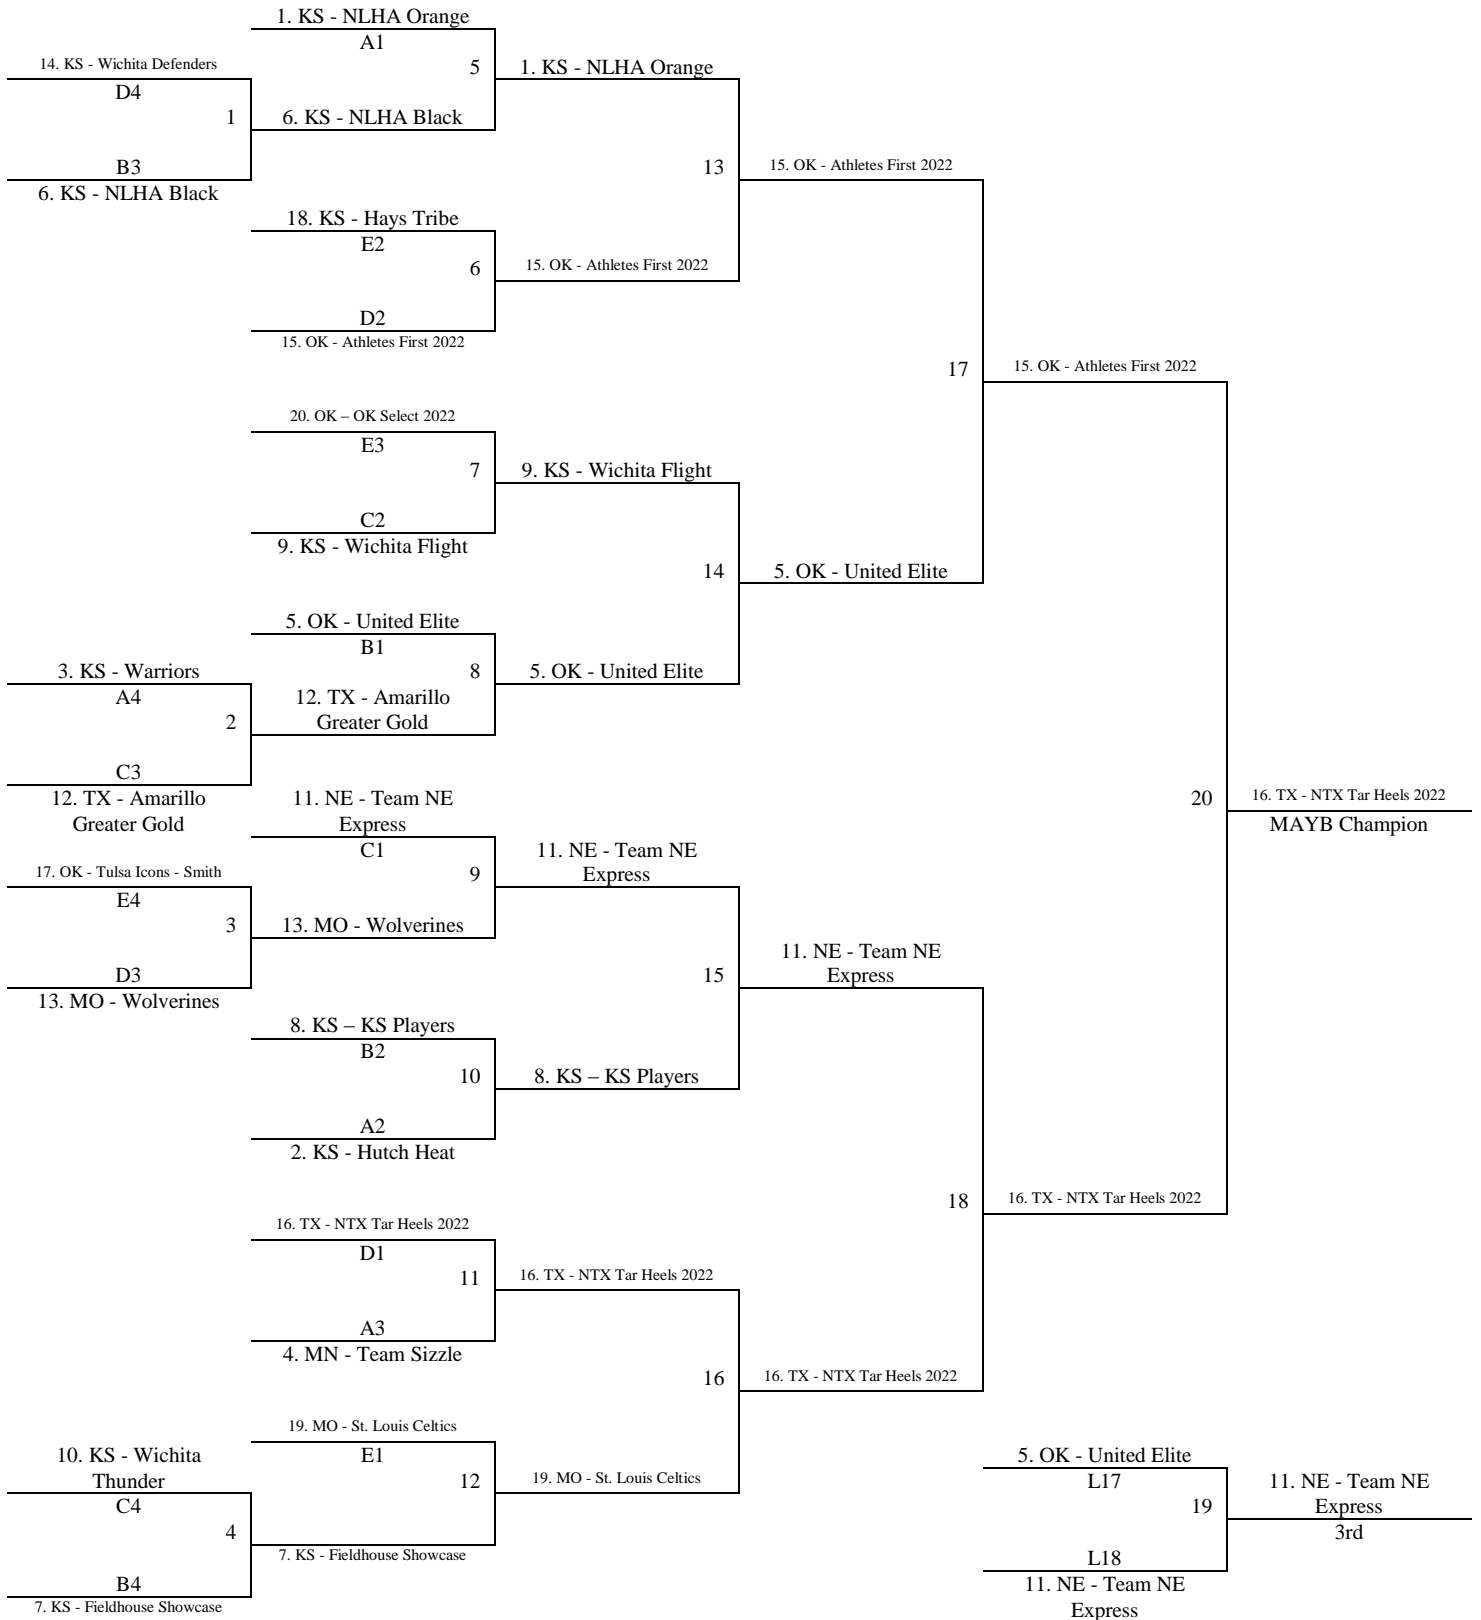 1. KS - NLHA Orange
A1
14. KS - Wichita Defenders
5
1. KS - NLHA Orange
D4
1
6. KS - NLHA Black
B3
6. KS - NLHA Black
13
15. OK - Athletes First 2022
18. KS - Hays Tribe
E2
6
15. OK - Athletes First 2022
D2
15. OK - Athletes First 2022
17
15. OK - Athletes First 2022
20. OK – OK Select 2022
E3
7
9. KS - Wichita Flight
C2
9. KS - Wichita Flight
14
5. OK - United Elite
5. OK - United Elite
B1
3. KS - Warriors
8
5. OK - United Elite
A4
12. TX - Amarillo
Greater Gold
2
C3
12. TX - Amarillo
Greater Gold
11. NE - Team NE
Express
20
16. TX - NTX Tar Heels 2022
MAYB Champion
C1
11. NE - Team NE
Express
17. OK - Tulsa Icons - Smith
9
E4
3
13. MO - Wolverines
11. NE - Team NE
Express
D3
15
13. MO - Wolverines
8. KS – KS Players
B2
10
8. KS – KS Players
A2
2. KS - Hutch Heat
18
16. TX - NTX Tar Heels 2022
16. TX - NTX Tar Heels 2022
D1
11
16. TX - NTX Tar Heels 2022
A3
4. MN - Team Sizzle
16
16. TX - NTX Tar Heels 2022
19. MO - St. Louis Celtics
E1
10. KS - Wichita
Thunder
12
19. MO - St. Louis Celtics
5. OK - United Elite
L17
C4
4
19
11. NE - Team NE
Express
3rd
7. KS - Fieldhouse Showcase
B4
7. KS - Fieldhouse Showcase
L18
11. NE - Team NE
Express